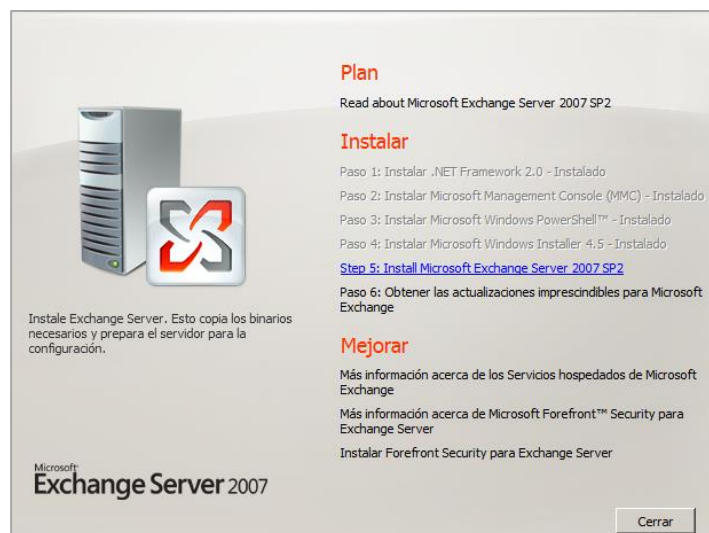 Plan
Read about Microsoft Exchange Server 2007 SP2
Instalar
Paso 1: Instalar .NET Framework 2.0 - Instalado
Paso 2: Instalar Microsoft Management Console (MMC) - Instalado
Paso 3: Instalar Microsoft Windows PowerShell™ - Instalado
Paso 4: Instalar Microsoft Windows Installer 4.5 - Instalado
Step 5: Install Microsoft Exchange Server 2007 SP2
Paso 6: Obtener las actualizaciones imprescindibles para Microsoft
Exchange
Instale Exchange Server. Esto copia los binarios
necesarios y prepara el servidor para la
configuración.
Mejorar
Más información acerca de los Servicios hospedados de Microsoft
Exchange
Más información acerca de Microsoft Forefront™ Security para
Exchange Server
Instalar Forefront Security para Exchange Server
Microsoft
Exchange Server 2007
Cerrar